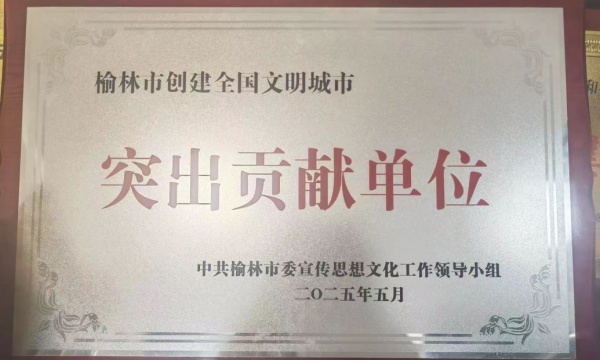 榆林市创建全国文明城市
突出贡献单位
中共榆林市委宣传思想文化工作领导小组
二〇二五年五月
和